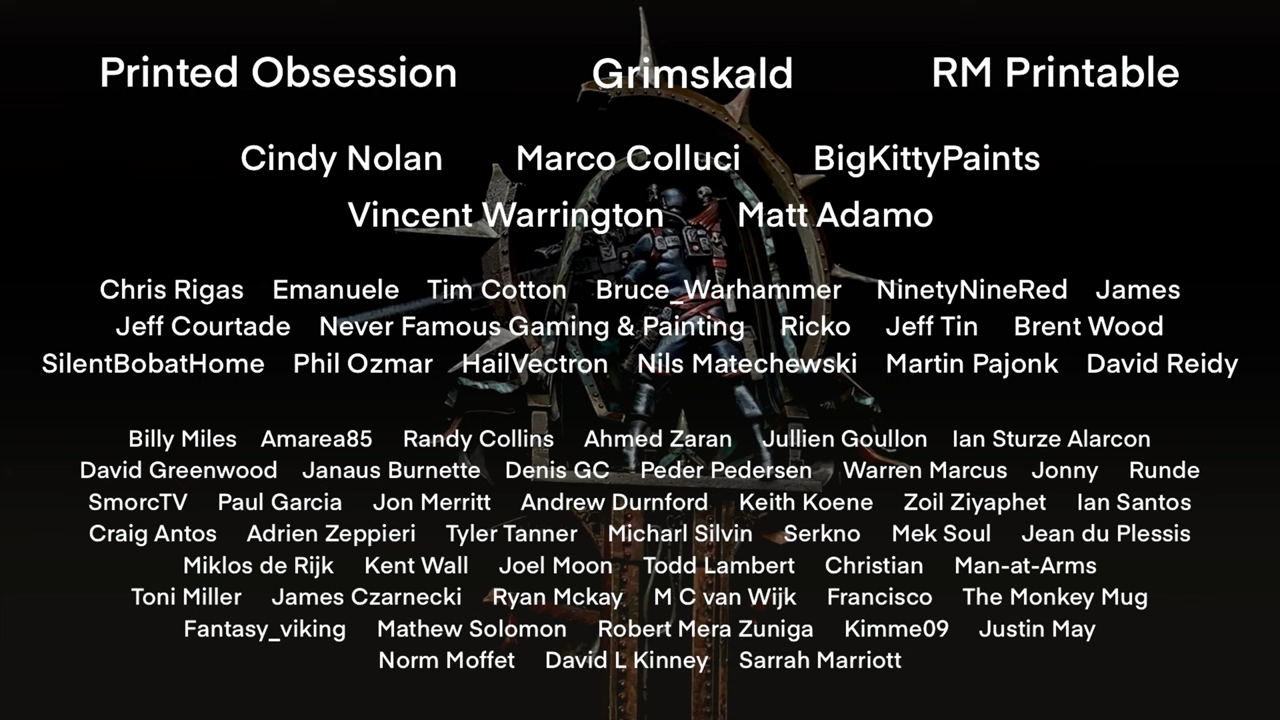 Printed Obsession Grimskald RM Printable
Cindy Nolan Marco Colluci BigKittyPaints
Vincent Warrington Matt Adamo
Chris Rigas Emanuele Tim Cotton Bruce_Warhammer NinetyNineRed James
Jeff Courtade Never Famous Gaming & Painting Ricko Jeff Tin Brent Wood
SilentBobatHome Phil Ozmar HailVectron Nils Matechewski Martin Pajonk David Reidy
Billy Miles Amarea85 Randy Collins Ahmed Zaran Jullien Goullon Ian Sturze Alarcon
David Greenwood Janaus Burnette Denis GC Peder Pedersen Warren Marcus Jonny Runde
SmorcTV Paul Garcia Jon Merritt Andrew Durnford Keith Koene Zoil Ziyaphet Ian Santos
Craig Antos Adrien Zeppieri Tyler Tanner Micharl Silvin Serkno Mek Soul Jean du Plessis
Miklos de Rijk Kent Wall Joel Moon Todd Lambert Christian Man-at-Arms
Toni Miller James Czarnecki Ryan Mckay M C van Wijk Francisco The Monkey Mug
Fantasy_viking Mathew Solomon Robert Mera Zuniga Kimme09 Justin May
Norm Moffet David L Kinney Sarrah Marriott